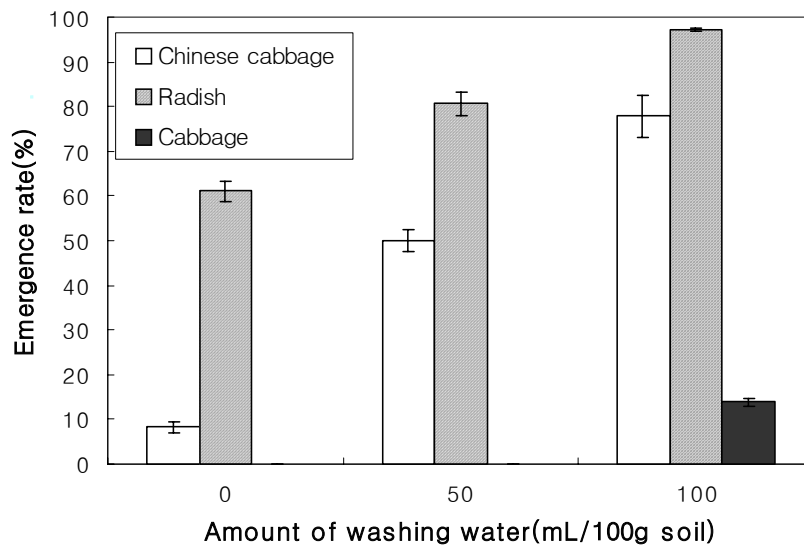 Emergence rate(%)
100
90
80
70
60
50
40
30
20
10
0
Chinese cabbage
Radish
Cabbage
0 50 100
Amount of washing water(mL/100g soil)